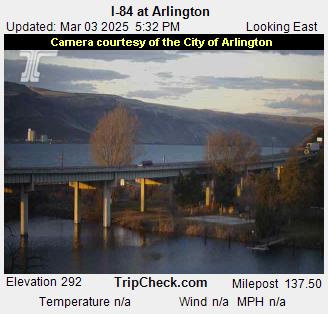 I-84 at Arlington
Updated: Mar 03 2025 5:32 PM Looking East
Camera courtesy of the City of Arlington
Elevation 292 TripCheck.com Milepost 137.50
Temperature n/a Wind n/a MPH n/a